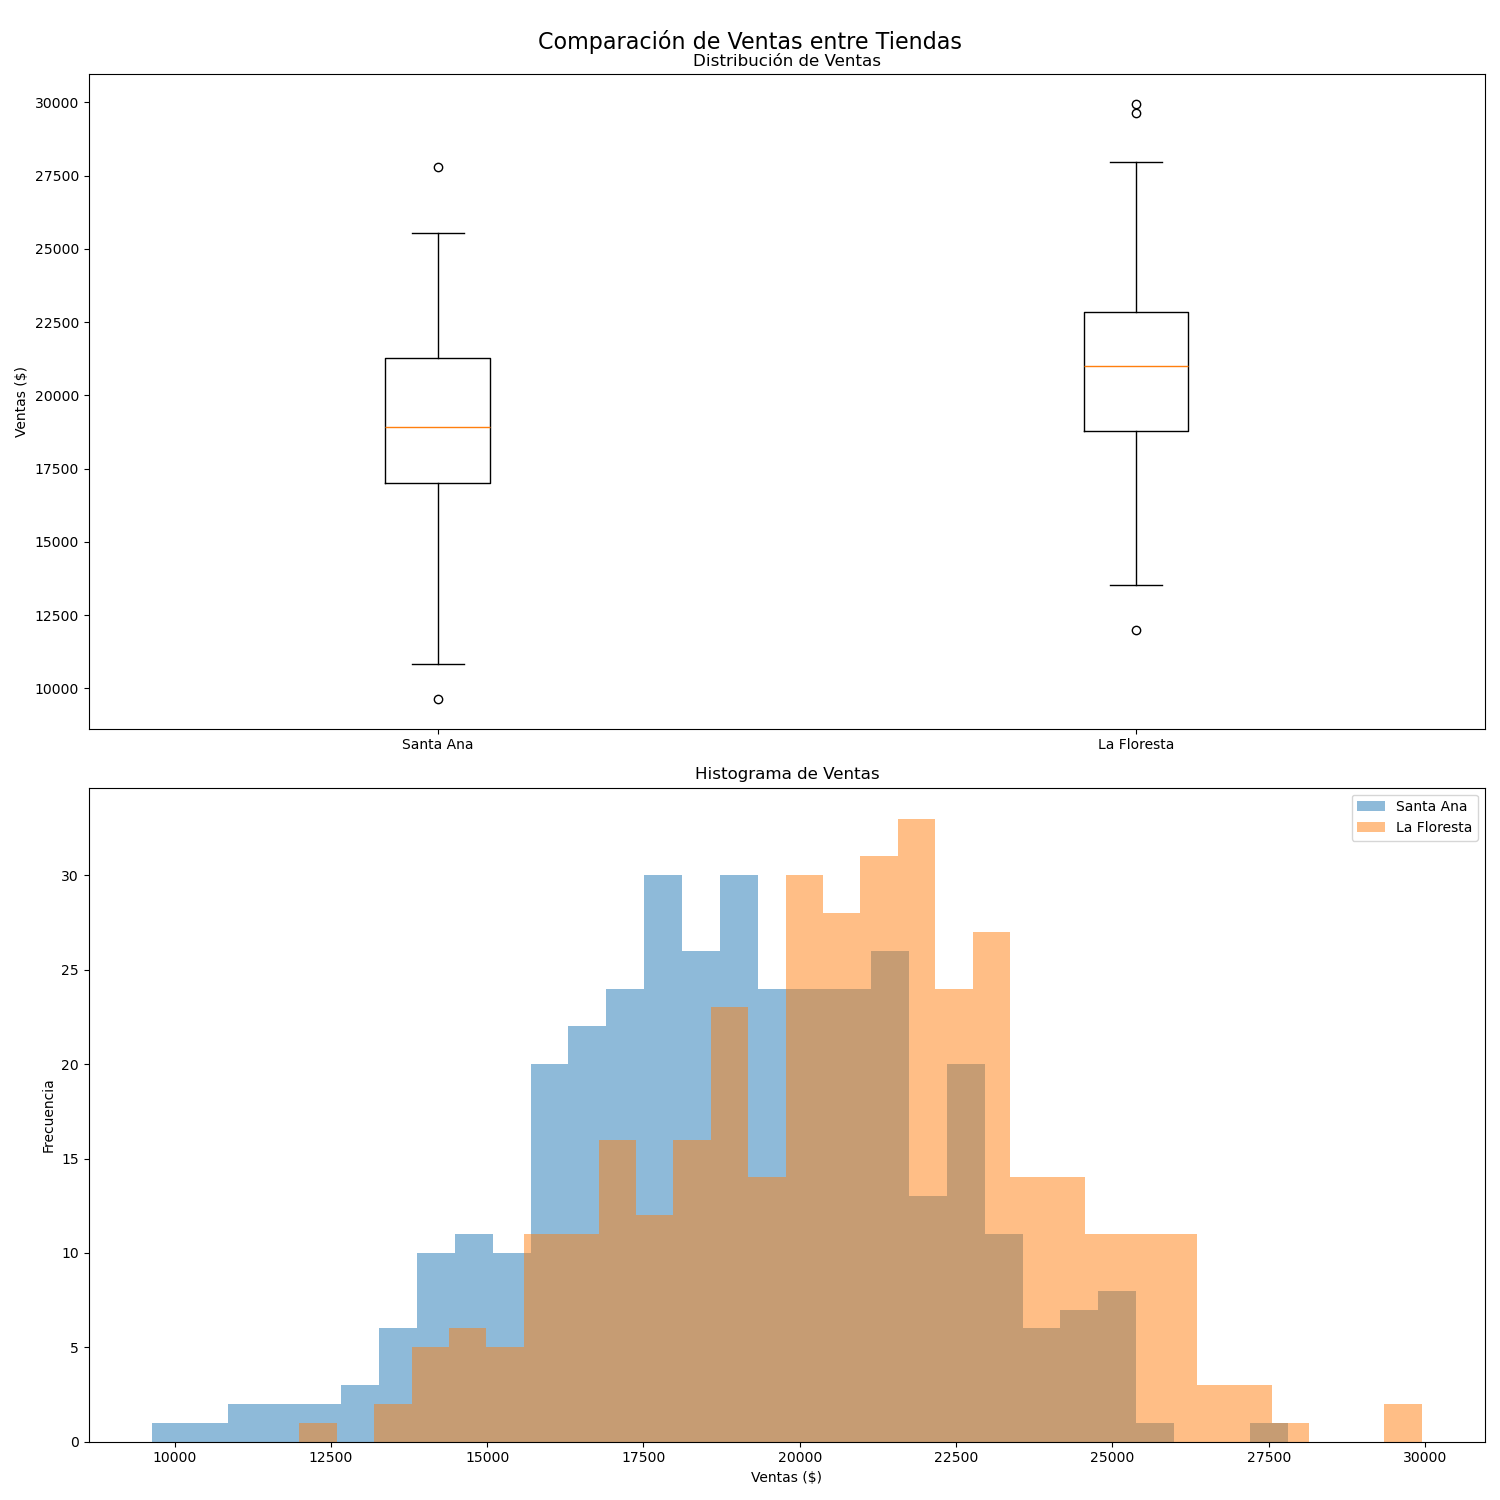 Comparación de Ventas entre Tiendas
Distribución de Ventas
30000
27500
25000
22500
20000
17500
15000
12500
10000
Ventas ($)
Santa Ana
La Floresta
Histograma de Ventas
Santa Ana
La Floresta
30
25
20
15
10
5
0
Frecuencia
10000 12500 15000 17500 20000 22500 25000 27500 30000
Ventas ($)